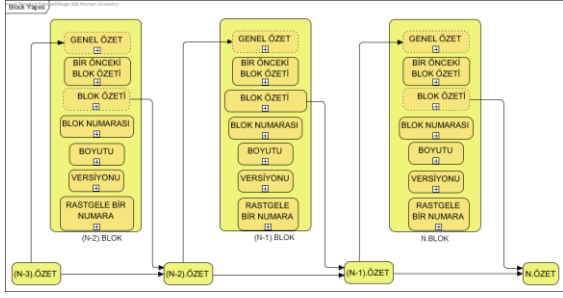 Block Yapısı
GENEL ÖZET
BİR ÖNCEKİ
BLOK ÖZETİ
BLOK ÖZETİ
BLOK NUMARASI
BOYUTU
VERSİYONU
RASTGELE BİR
NUMARA
(N-2).BLOK
GENEL ÖZET
BİR ÖNCEKİ
BLOK ÖZETİ
BLOK ÖZETİ
BLOK NUMARASI
BOYUTU
VERSİYONU
RASTGELE
BİR NUMARA
(N-1).BLOK
GENEL ÖZET
BİR ÖNCEKİ
BLOK ÖZETİ
BLOK ÖZETİ
BLOK NUMARASI
BOYUTU
VERSİYONU
RASTGELE
BİR NUMARA
N.BLOK
(N-3).ÖZET
(N-2).ÖZET
(N-1).ÖZET
N.ÖZET